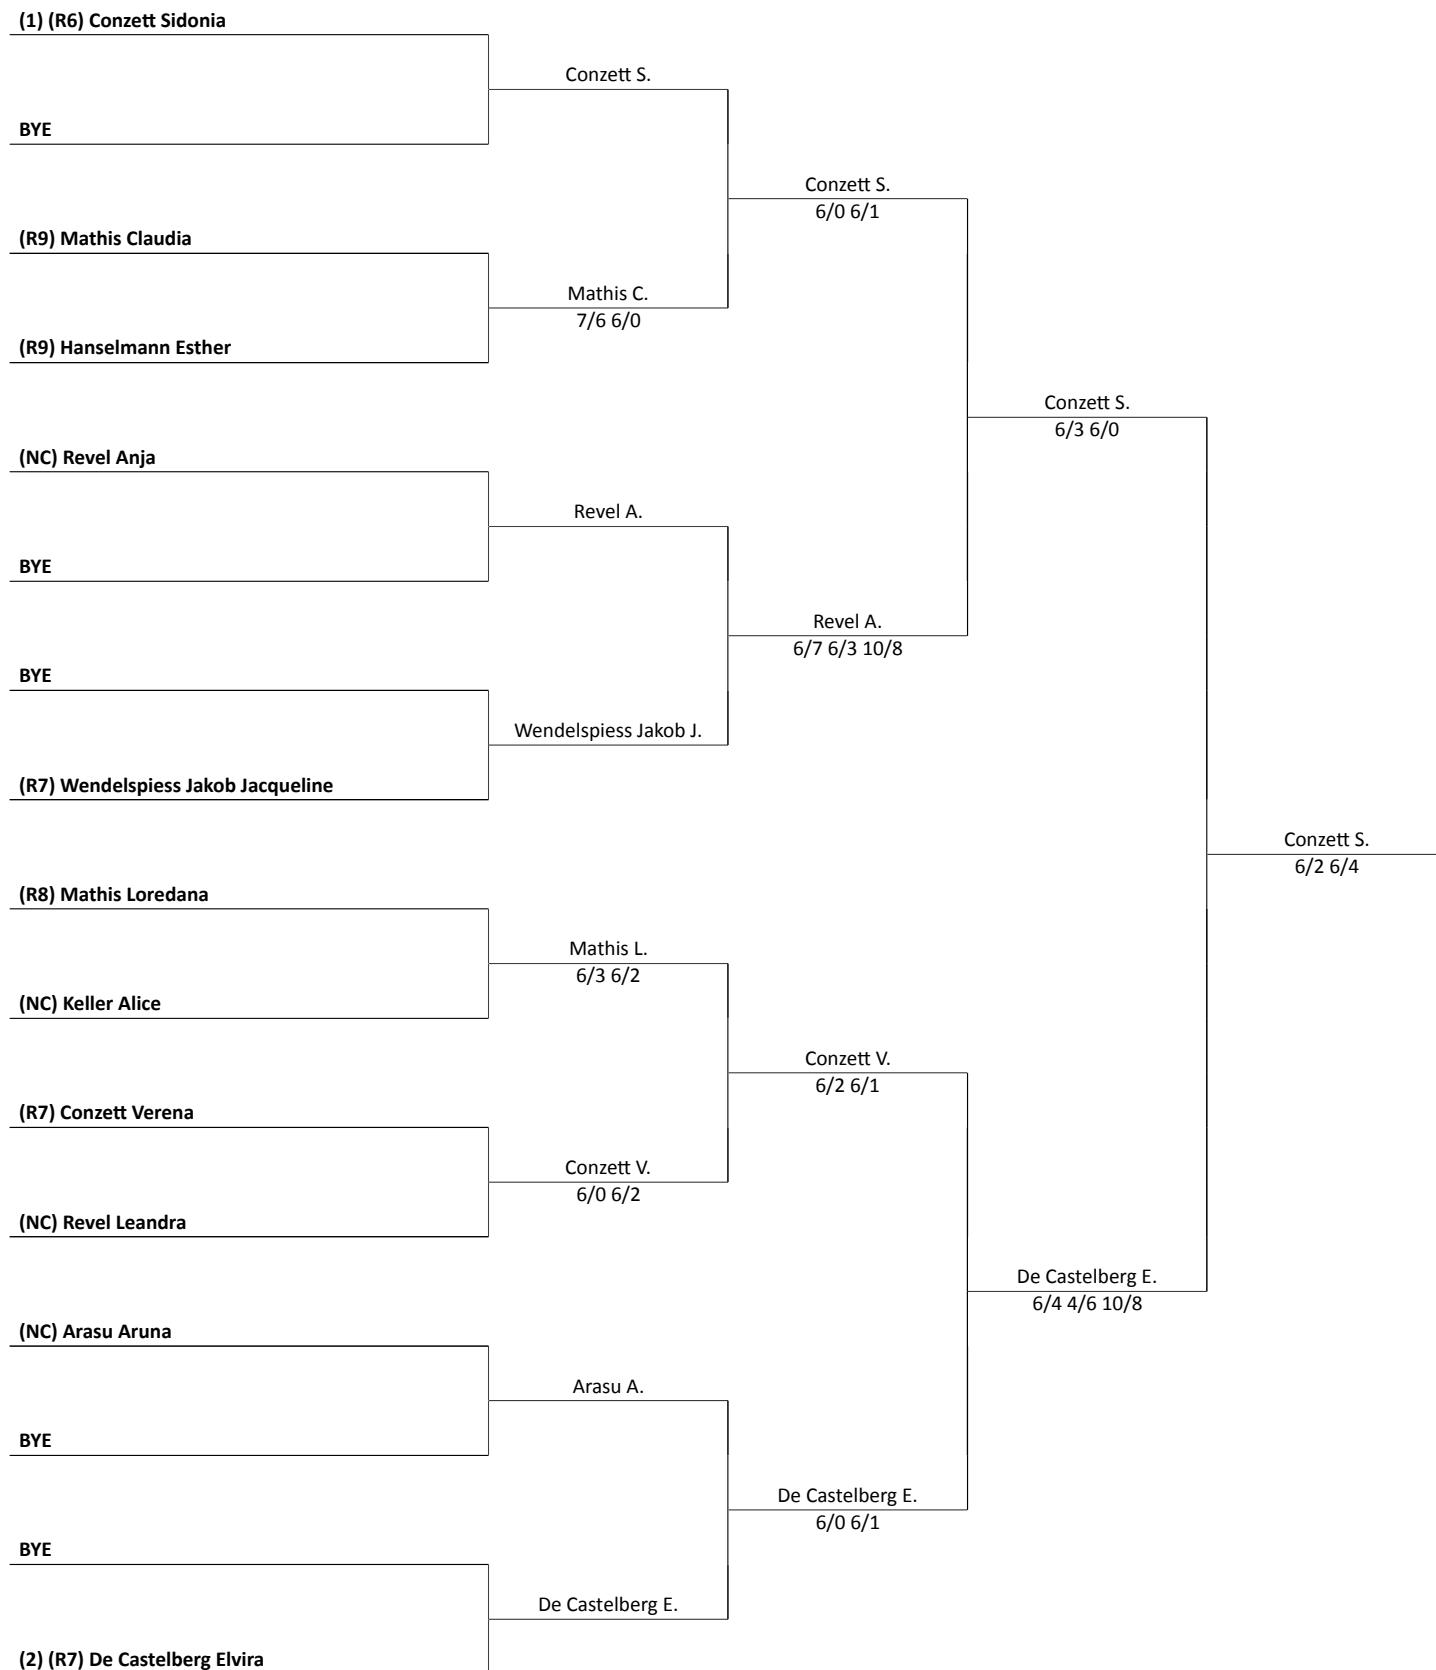 (1) (R6) Conzett Sidonia
Conzett S.
BYE
Conzett S.
6/0 6/1
(R9) Mathis Claudia
Mathis C.
7/6 6/0
(R9) Hanselmann Esther
Conzett S.
6/3 6/0
(NC) Revel Anja
Revel A.
BYE
Revel A.
6/7 6/3 10/8
BYE
Wendelspiess Jakob J.
(R7) Wendelspiess Jakob Jacqueline
Conzett S.
6/2 6/4
(R8) Mathis Loredana
Mathis L.
6/3 6/2
(NC) Keller Alice
Conzett V.
6/2 6/1
(R7) Conzett Verena
Conzett V.
6/0 6/2
(NC) Revel Leandra
De Castelberg E.
6/4 4/6 10/8
(NC) Arasu Aruna
Arasu A.
BYE
De Castelberg E.
6/0 6/1
BYE
De Castelberg E.
(2) (R7) De Castelberg Elvira